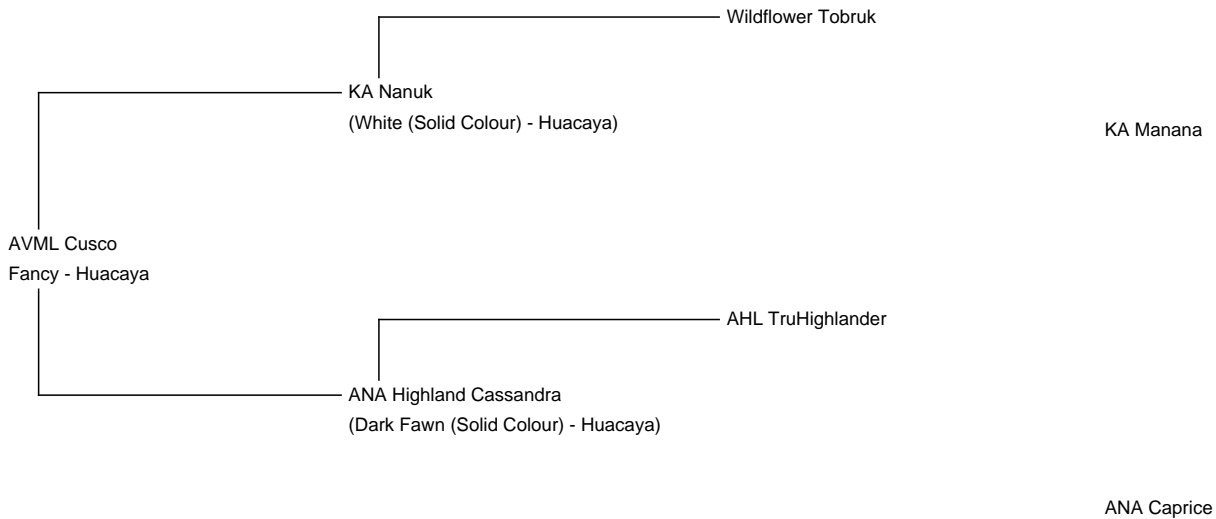 Wildflower Tobruk
KA Nanuk
(White (Solid Colour) - Huacaya)
KA Manana
AVML Cusco
Fancy - Huacaya
AHL TruHighlander
ANA Highland Cassandra
(Dark Fawn (Solid Colour) - Huacaya)
ANA Caprice